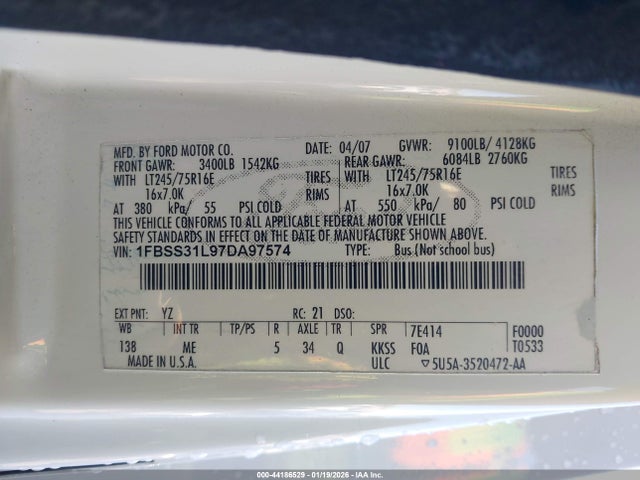 MFD. BY FORD MOTOR CO. DATE: 04/07 GVWR: 9100LB/ 4128KG
FRONT GAWR: 3400LB 1542KG REAR GAWR: 6084LB 2760KG
WITH LT245/75R16E TIRES WITH LT245/75R16E TIRES
16x7.0K RIMS 16x7.0K RIMS
AT 380 kPa/ 55 PSI COLD AT 550 kPa/ 80 PSI COLD
THIS VEHICLE CONFORMS TO ALL APPLICABLE FEDERAL MOTOR VEHICLE
SAFETY STANDARDS IN EFFECT ON THE DATE OF MANUFACTURE SHOWN ABOVE.
VIN: 1FBSS31L97DA97574 TYPE: Bus (Not school bus)
EXT PNT: YZ RC: 21 DSO:
WB INT TR TP/PS R AXLE TR SPR 7E414 F0000
138 ME 5 34 Q KKSS FOA T0533
MADE IN U.S.A. ULC ▽5U5A-3520472-AA
000-44186529 - 01/19/2026 - IAA Inc.